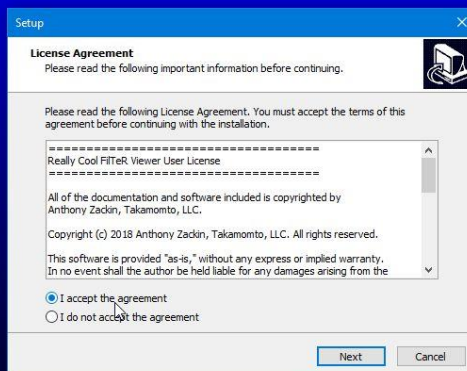 Setup
License Agreement
Please read the following important information before continuing.
Please read the following License Agreement. You must accept the terms of this
agreement before continuing with the installation.
====================================
Really Cool FilTeR Viewer User License
====================================
All of the documentation and software included is copyrighted by
Anthony Zackin, Takamomto, LLC.
Copyright (c) 2018 Anthony Zackin, Takamomto, LLC. All rights reserved.
This software is provided "as-is," without any express or implied warranty.
In no event shall the author be held liable for any damages arising from the
I accept the agreement
I do not accept the agreement
Next Cancel